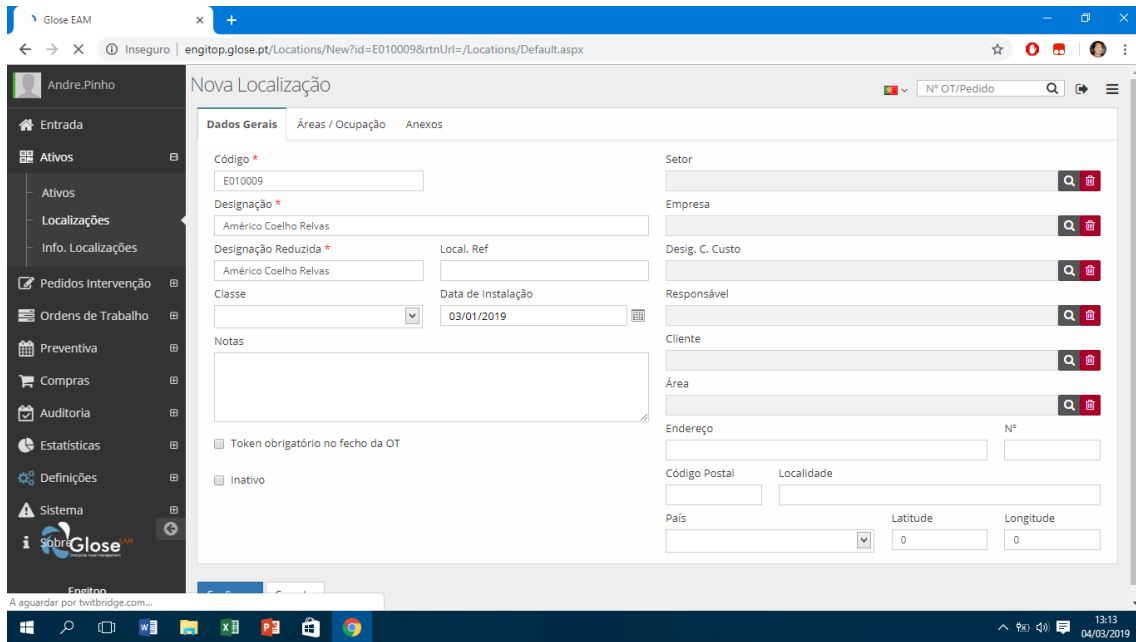 Glose EAM
Inseguro | engitop.glose.pt/Locations/New?id=E010009&rtnUrl=/Locations/Default.aspx
Andre.Pinho
Entrada
Ativos
Ativos
Localizações
Info. Localizações
Pedidos Intervenção
Ordens de Trabalho
Preventiva
Compras
Auditoria
Estatísticas
Definições
Sistema
Sobre
Glose EAM
Engitop
A aguardar por twitbridge.com...
Nova Localização
Nº OT/Pedido
Dados Gerais Áreas / Ocupação Anexos
Código *
E010009
Designação *
Américo Coelho Relvas
Designação Reduzida * Local. Ref
Américo Coelho Relvas
Classe Data de Instalação
03/01/2019
Notas
Token obrigatório no fecho da OT
Inativo
Setor
Empresa
Desig. C. Custo
Responsável
Cliente
Área
Endereço Nº
Código Postal Localidade
País Latitude Longitude
0 0
13:13
04/03/2019